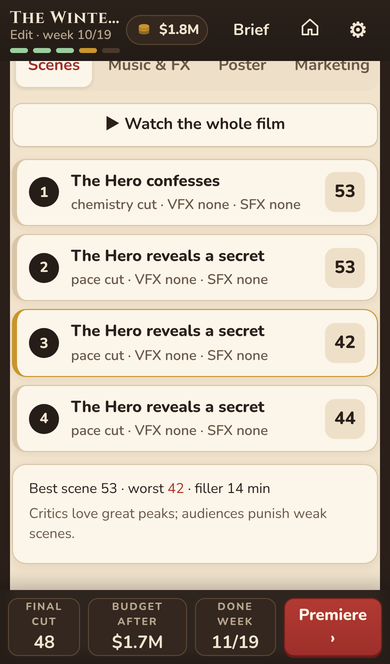 THE WINTE…
Edit · week 10/19
$1.8M
Brief
Scenes
Music & FX
Poster
Marketing
▶ Watch the whole film
1
The Hero confesses
chemistry cut · VFX none · SFX none
53
2
The Hero reveals a secret
pace cut · VFX none · SFX none
53
3
The Hero reveals a secret
pace cut · VFX none · SFX none
42
4
The Hero reveals a secret
pace cut · VFX none · SFX none
44
Best scene 53 · worst 42 · filler 14 min
Critics love great peaks; audiences punish weak
scenes.
FINAL
CUT
48
BUDGET
AFTER
$1.7M
DONE
WEEK
11/19
Premiere
›